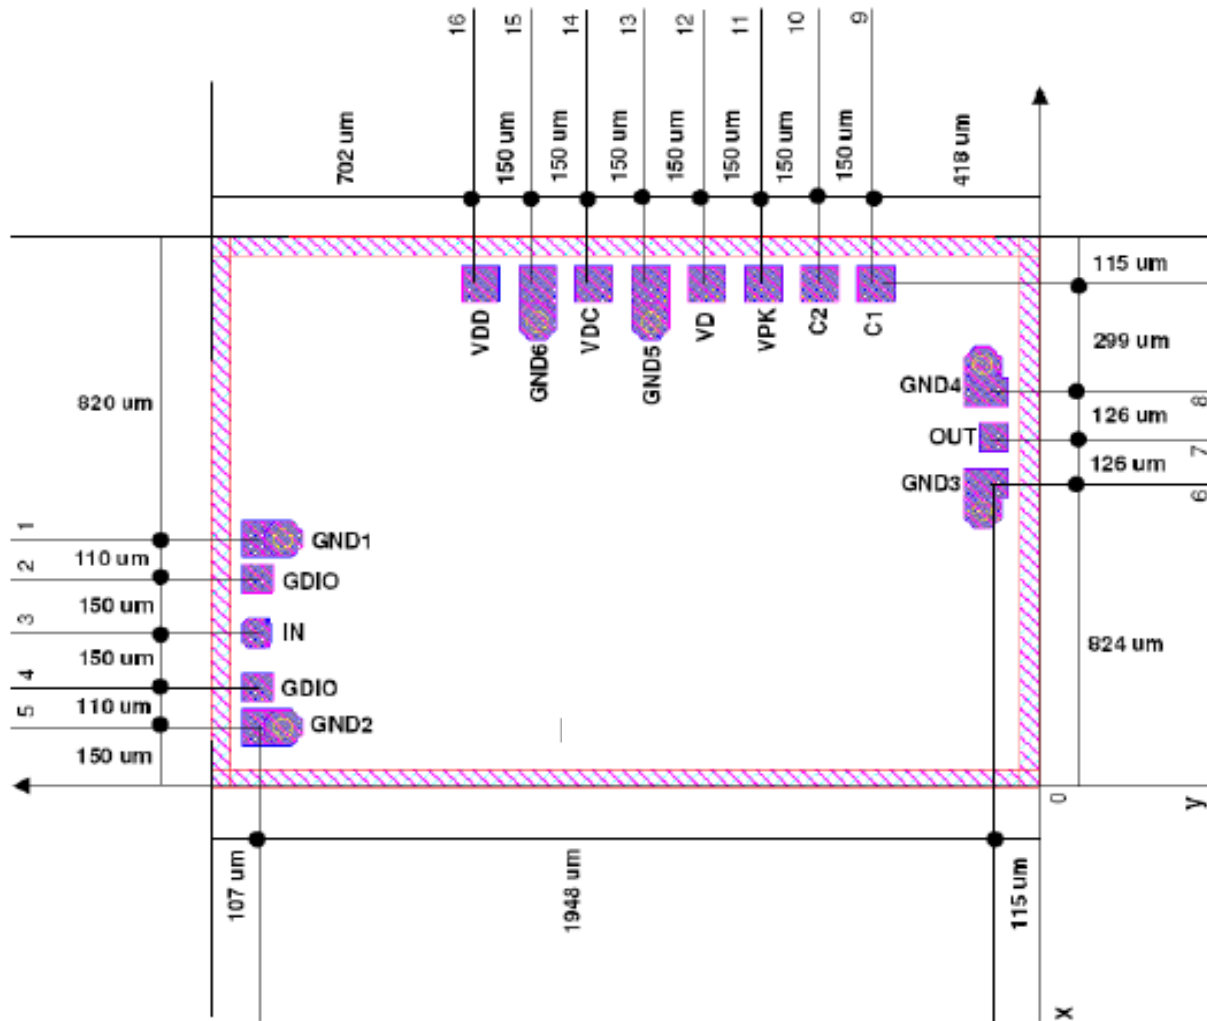 16
15
14
13
12
11
10
9
702 um
150 um
150 um
150 um
150 um
150 um
150 um
150 um
418 um
VDD
GND6
VDC
GND5
VD
VPK
C2
C1
115 um
299 um
GND4
126 um
8
OUT
7
GND3
126 um
6
820 um
1
GND1
110 um
2
GDIO
150 um
3
IN
150 um
824 um
4
GDIO
110 um
5
GND2
150 um
0
y
107 um
1948 um
115 um
x